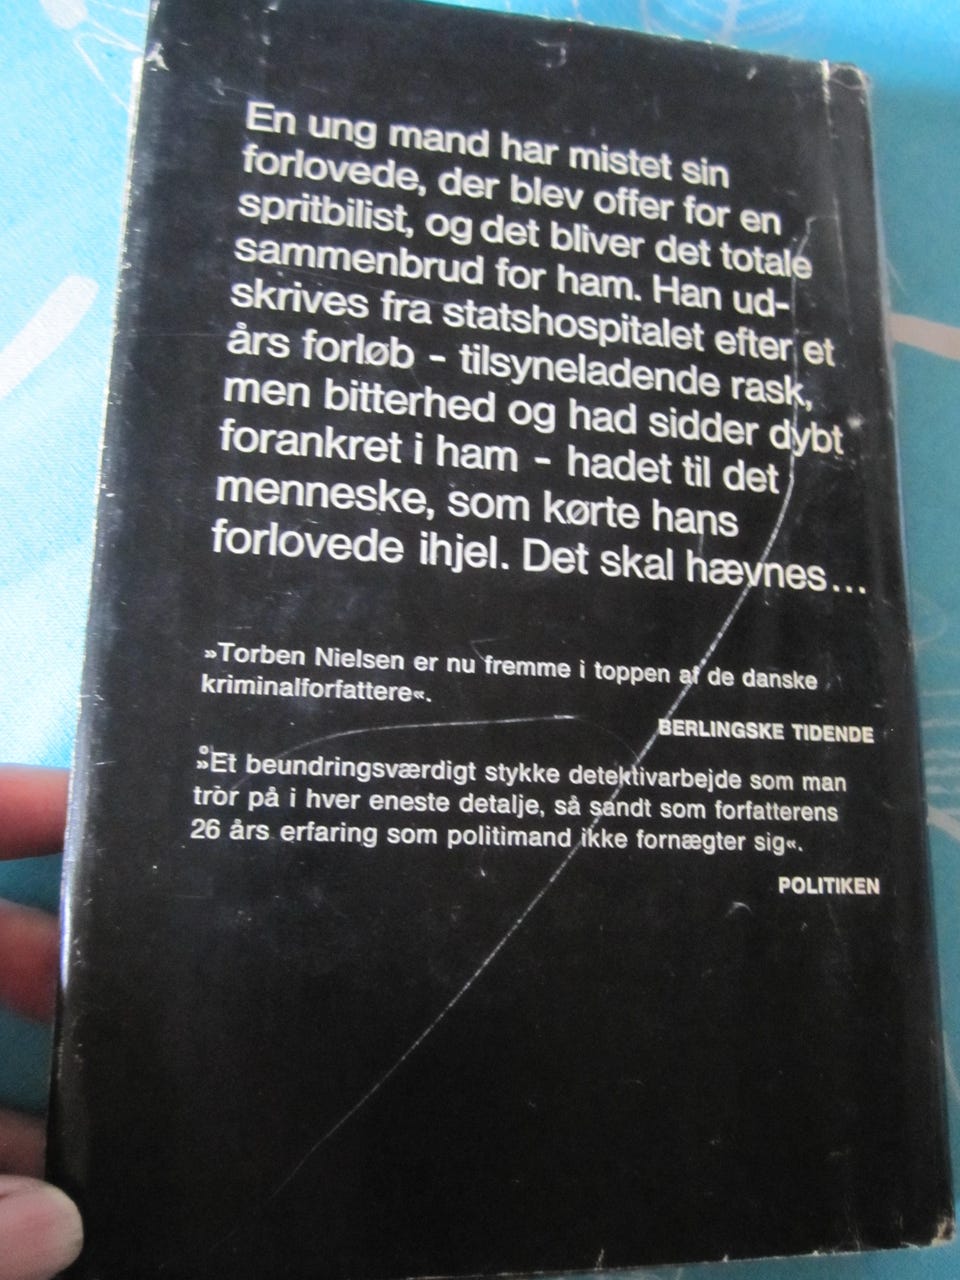 En ung mand har mistet sin
forlovede, der blev offer for en
spritbilist, og det bliver det totale
sammenbrud for ham. Han ud-
skrives fra statshospitalet efter et
års forløb - tilsyneladende rask,
men bitterhed og had sidder dybt
forankret i ham - hadet til det
menneske, som kørte hans
forlovede ihjel. Det skal hævnes...
»Torben Nielsen er nu fremme i toppen af de danske
kriminalforfattere«.
BERLINGSKE TIDENDE
»Et beundringsværdigt stykke detektivarbejde som man
tror på i hver eneste detalje, så sandt som forfatterens
26 års erfaring som politimand ikke fornægter sig«.
POLITIKEN